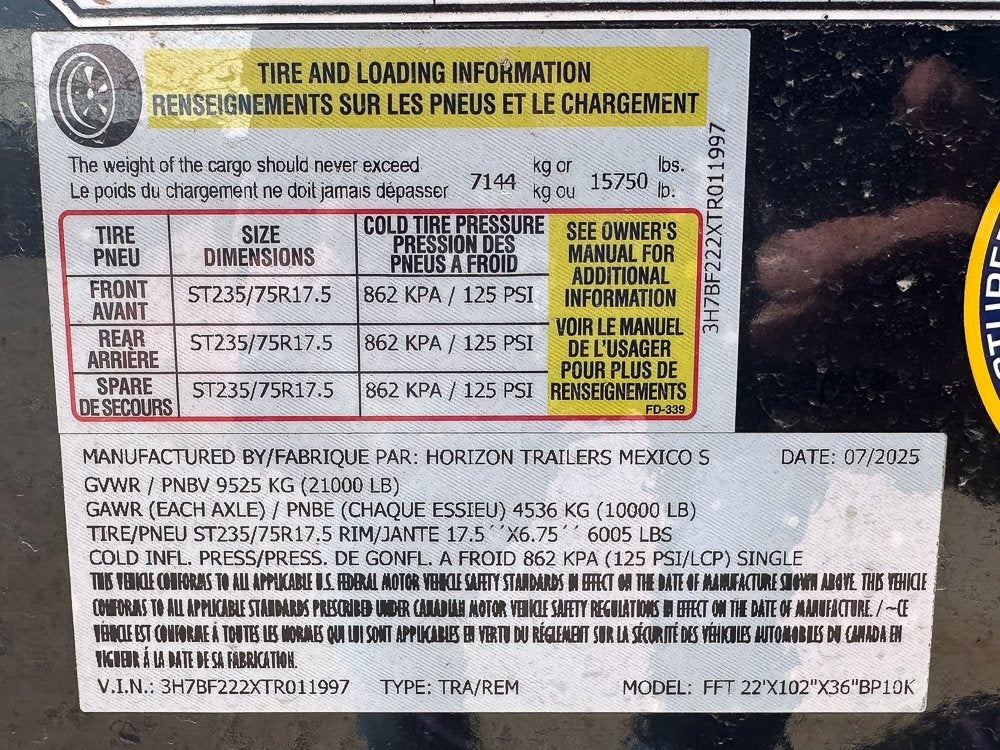 TIRE AND LOADING INFORMATION
RENSEIGNEMENTS SUR LES PNEUS ET LE CHARGEMENT
The weight of the cargo should never exceed 7144 kg or 15750 lbs.
Le poids du chargement ne doit jamais dépasser kg ou lb.
TIRE PNEU SIZE DIMENSIONS COLD TIRE PRESSURE PRESSION DES PNEUS A FROID
FRONT AVANT ST235/75R17.5 862 KPA / 125 PSI
REAR ARRIÈRE ST235/75R17.5 862 KPA / 125 PSI
SPARE DE SECOURS ST235/75R17.5 862 KPA / 125 PSI
SEE OWNER'S
MANUAL FOR
ADDITIONAL
INFORMATION
VOIR LE MANUEL
DE L'USAGER
POUR PLUS DE
RENSEIGNEMENTS
FD-339
3H7BF222XTR011997
MANUFACTURED BY/FABRIQUE PAR: HORIZON TRAILERS MEXICO S DATE: 07/2025
GVWR / PNBV 9525 KG (21000 LB)
GAWR (EACH AXLE) / PNBE (CHAQUE ESSIEU) 4536 KG (10000 LB)
TIRE/PNEU ST235/75R17.5 RIM/JANTE 17.5´´X6.75´´ 6005 LBS
COLD INFL. PRESS/PRESS. DE GONFL. A FROID 862 KPA (125 PSI/LCP) SINGLE
THIS VEHICLE CONFORMS TO ALL APPLICABLE U.S. FEDERAL MOTOR VEHICLE SAFETY STANDARDS IN EFFECT ON THE DATE OF MANUFACTURE SHOWN ABOVE. THIS VEHICLE
CONFORMS TO ALL APPLICABLE STANDARDS PRESCRIBED UNDER CANADIAN MOTOR VEHICLE SAFETY REGULATIONS IN EFFECT ON THE DATE OF MANUFACTURE. / ~CE
VÉHICLE EST CONFORME À TOUTES LES NORMES QUI LUI SONT APPLICABLES EN VERTU DU RÉGLEMENT SUR LA SÉCURITÉ DES VÉHICULES AUTOMOBILES DU CANADA EN
VIGUEUR Á LA DATE DE SA FABRICATION.
V.I.N.: 3H7BF222XTR011997 TYPE: TRA/REM MODEL: FFT 22'X102"X36"BP10K